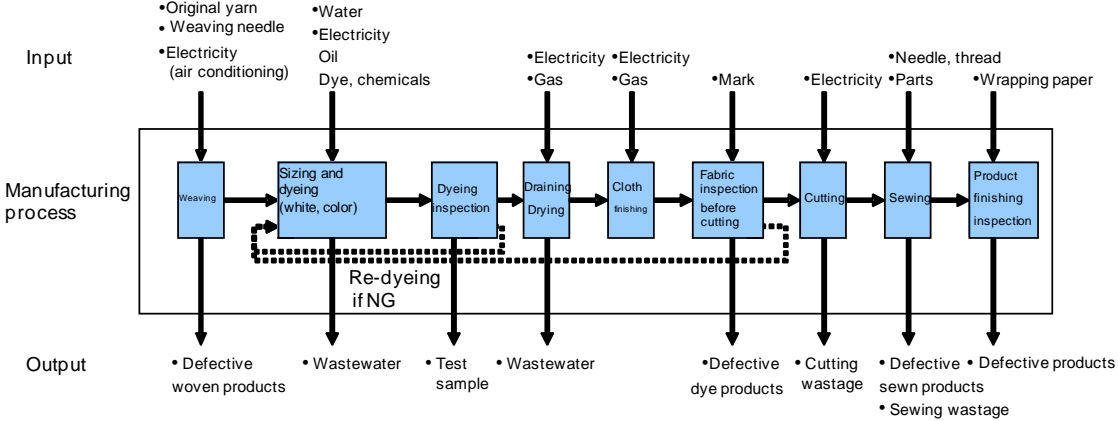 Input
•Original yarn
• Weaving needle
•Electricity
(air conditioning)
•Water
•Electricity
Oil
Dye, chemicals
•Electricity
•Gas
•Electricity
•Gas
•Mark
•Electricity
•Needle, thread
•Parts
•Wrapping paper
Manufacturing
process
Weaving
Sizing and
dyeing
(white, color)
Dyeing
inspection
Draining
Drying
Cloth
finishing
Fabric
inspection
before
cutting
Cutting
Sewing
Product
finishing
inspection
Re-dyeing
if NG
Output
• Defective
woven products
• Wastewater
• Test
sample
• Wastewater
•Defective
dye products
• Cutting
wastage
• Defective
sewn products
• Sewing wastage
• Defective products